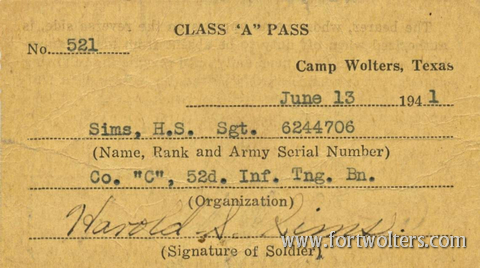 CLASS 'A' PASS
No. 521
Camp Wolters, Texas
June 13 1941
Sims, H.S. Sgt. 6244706
(Name, Rank and Army Serial Number)
Co. "C", 52d. Inf. Tng. Bn.
(Organization)
Harold S. Sims
(Signature of Soldier)
www.fortwolters.com